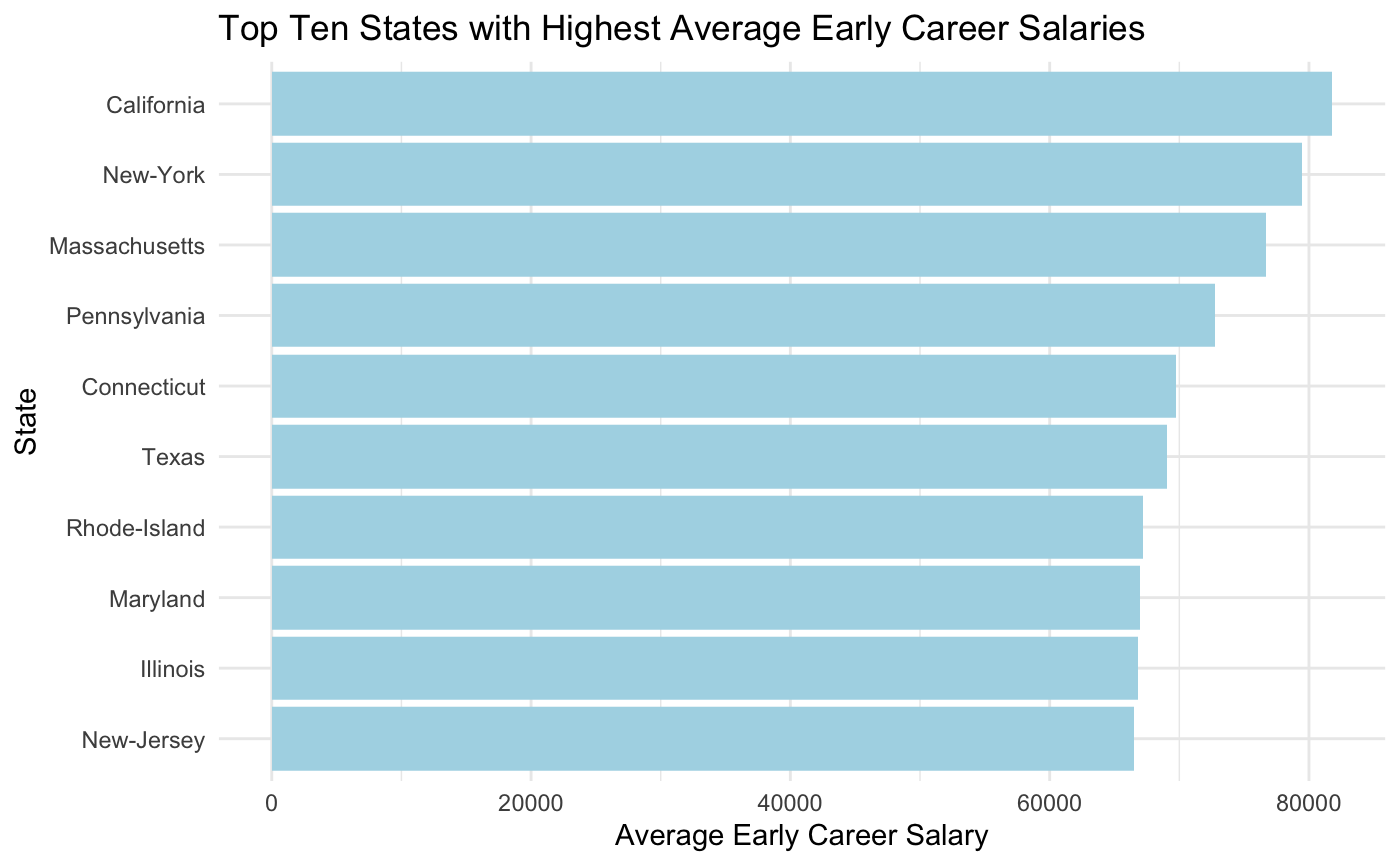 Top Ten States with Highest Average Early Career Salaries
State
California
New-York
Massachusetts
Pennsylvania
Connecticut
Texas
Rhode-Island
Maryland
Illinois
New-Jersey
0 20000 40000 60000 80000
Average Early Career Salary